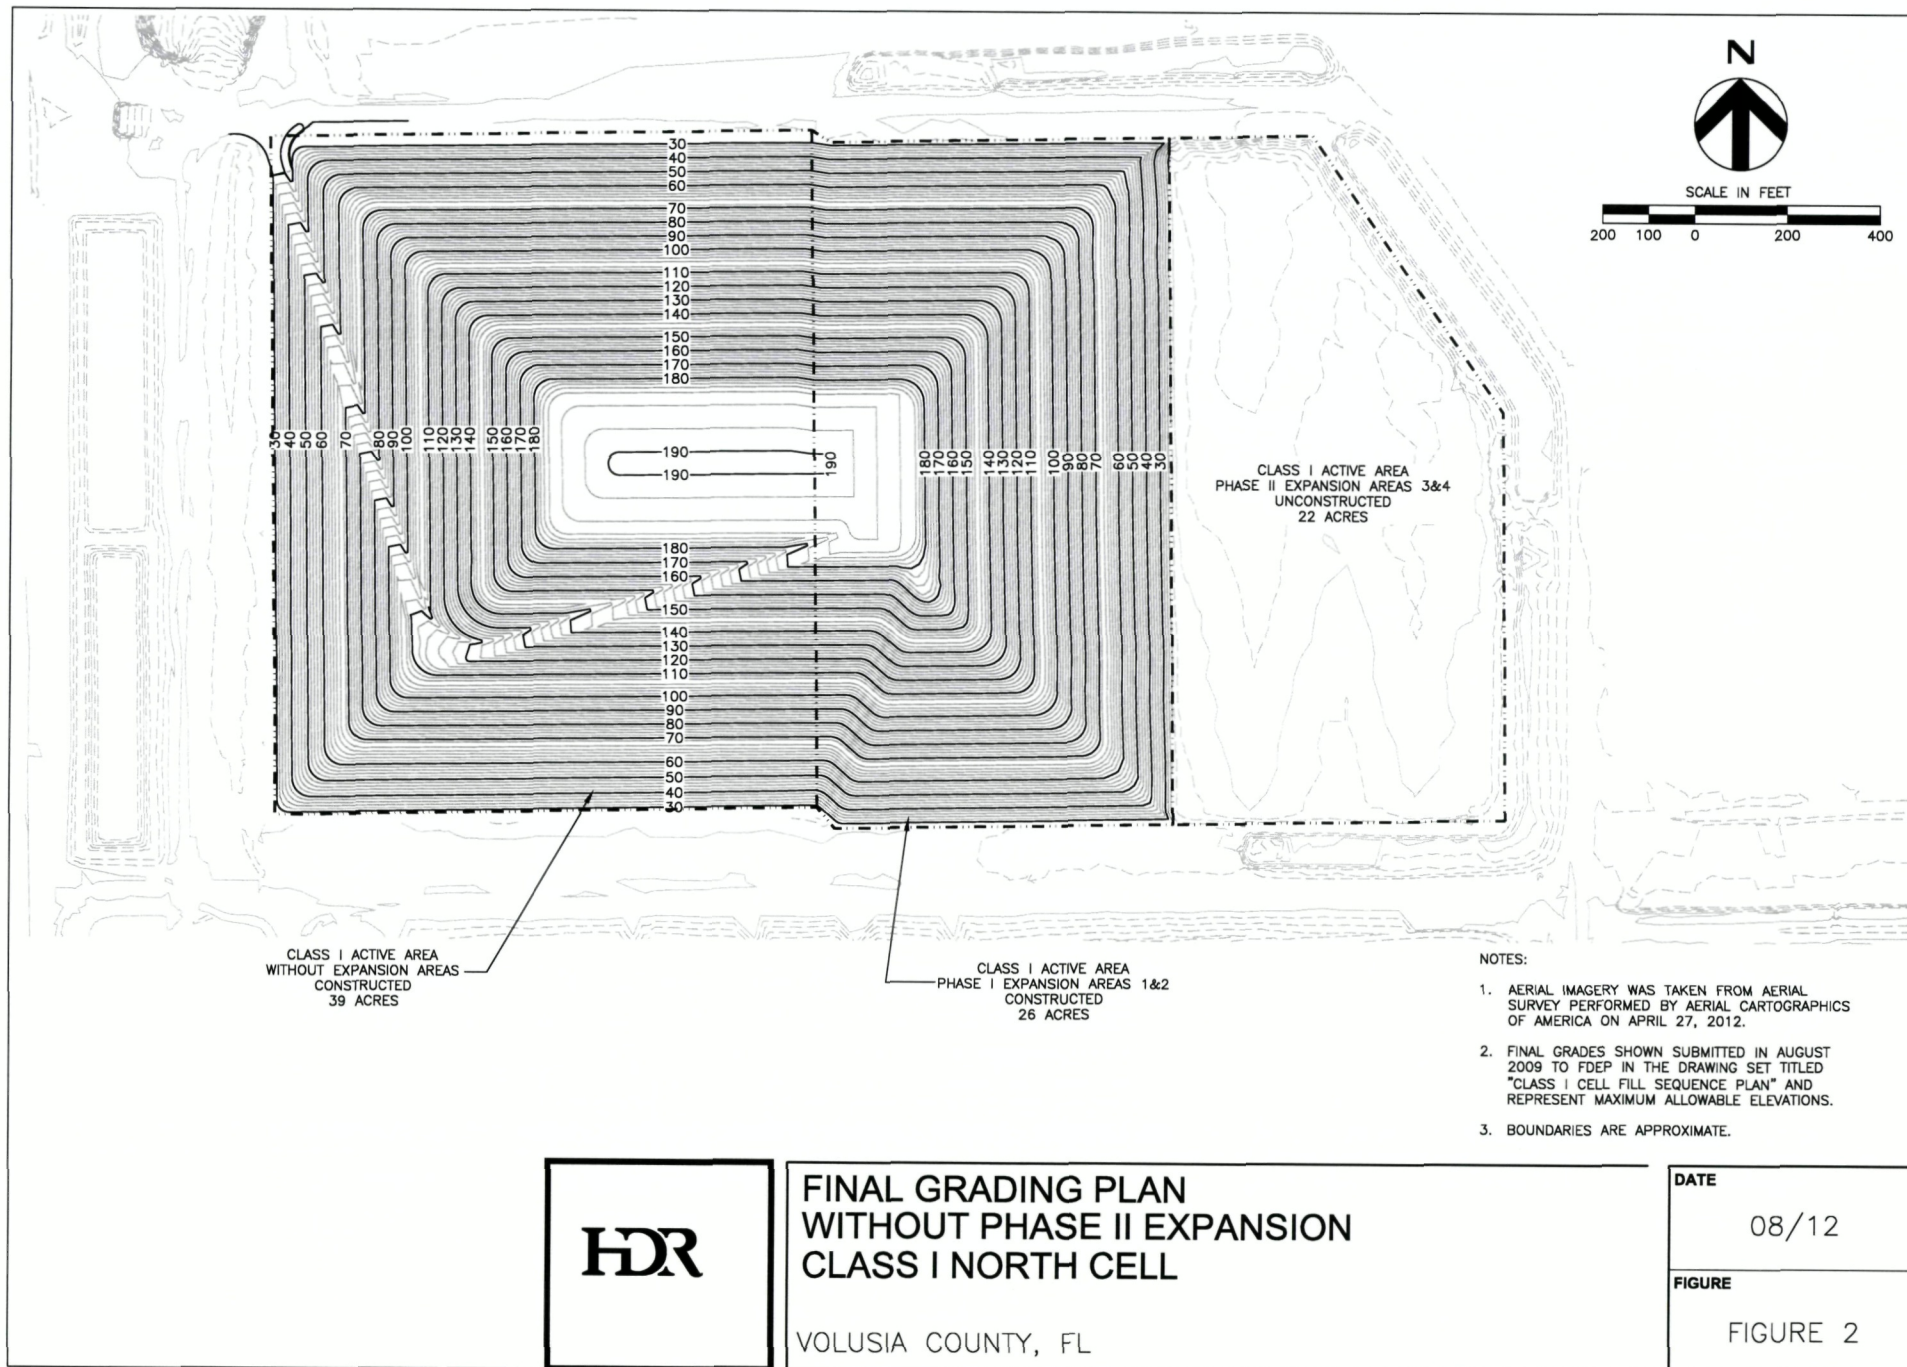 N
SCALE IN FEET
200 100 0 200 400
30
40
50
60
70
80
90
100
110
120
130
140
150
160
170
180
30 40 50 60 70 80 90 100 110 120 130 140 150 160 170 180
190
190
190
180 170 160 150 140 130 120 110 100 90 80 70 60 50 40 30
180
170
160
150
140
130
120
110
100
90
80
70
60
50
40
30
CLASS I ACTIVE AREA
PHASE II EXPANSION AREAS 3&4
UNCONSTRUCTED
22 ACRES
CLASS I ACTIVE AREA
WITHOUT EXPANSION AREAS
CONSTRUCTED
39 ACRES
CLASS I ACTIVE AREA
PHASE I EXPANSION AREAS 1&2
CONSTRUCTED
26 ACRES
NOTES:
1. AERIAL IMAGERY WAS TAKEN FROM AERIAL
SURVEY PERFORMED BY AERIAL CARTOGRAPHICS
OF AMERICA ON APRIL 27, 2012.
2. FINAL GRADES SHOWN SUBMITTED IN AUGUST
2009 TO FDEP IN THE DRAWING SET TITLED
"CLASS I CELL FILL SEQUENCE PLAN" AND
REPRESENT MAXIMUM ALLOWABLE ELEVATIONS.
3. BOUNDARIES ARE APPROXIMATE.
HDR
FINAL GRADING PLAN
WITHOUT PHASE II EXPANSION
CLASS I NORTH CELL
VOLUSIA COUNTY, FL
DATE
08/12
FIGURE
FIGURE 2